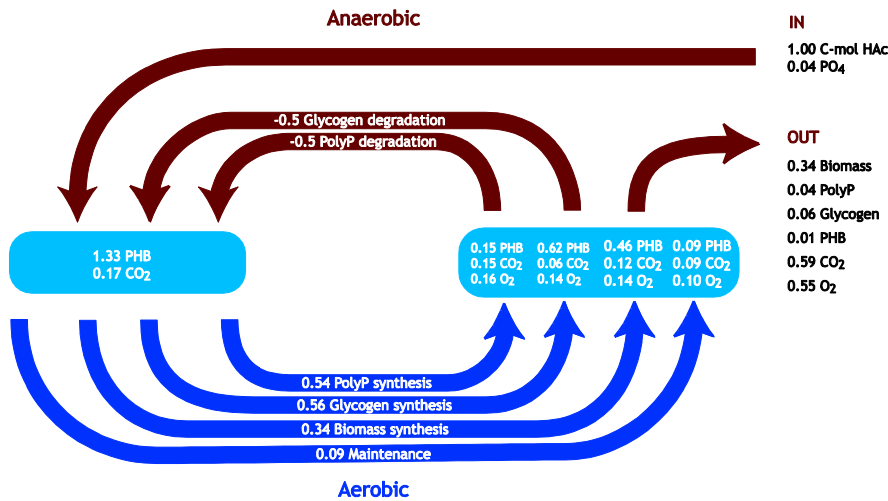 Anaerobic
IN
1.00 C-mol HAc
0.04 PO4
-0.5 Glycogen degradation
-0.5 PolyP degradation
OUT
0.34 Biomass
0.04 PolyP
0.06 Glycogen
0.01 PHB
0.59 CO2
0.55 O2
1.33 PHB
0.17 CO2
0.15 PHB 0.62 PHB 0.46 PHB 0.09 PHB
0.15 CO2 0.06 CO2 0.12 CO2 0.09 CO2
0.16 O2 0.14 O2 0.14 O2 0.10 O2
0.54 PolyP synthesis
0.56 Glycogen synthesis
0.34 Biomass synthesis
0.09 Maintenance
Aerobic